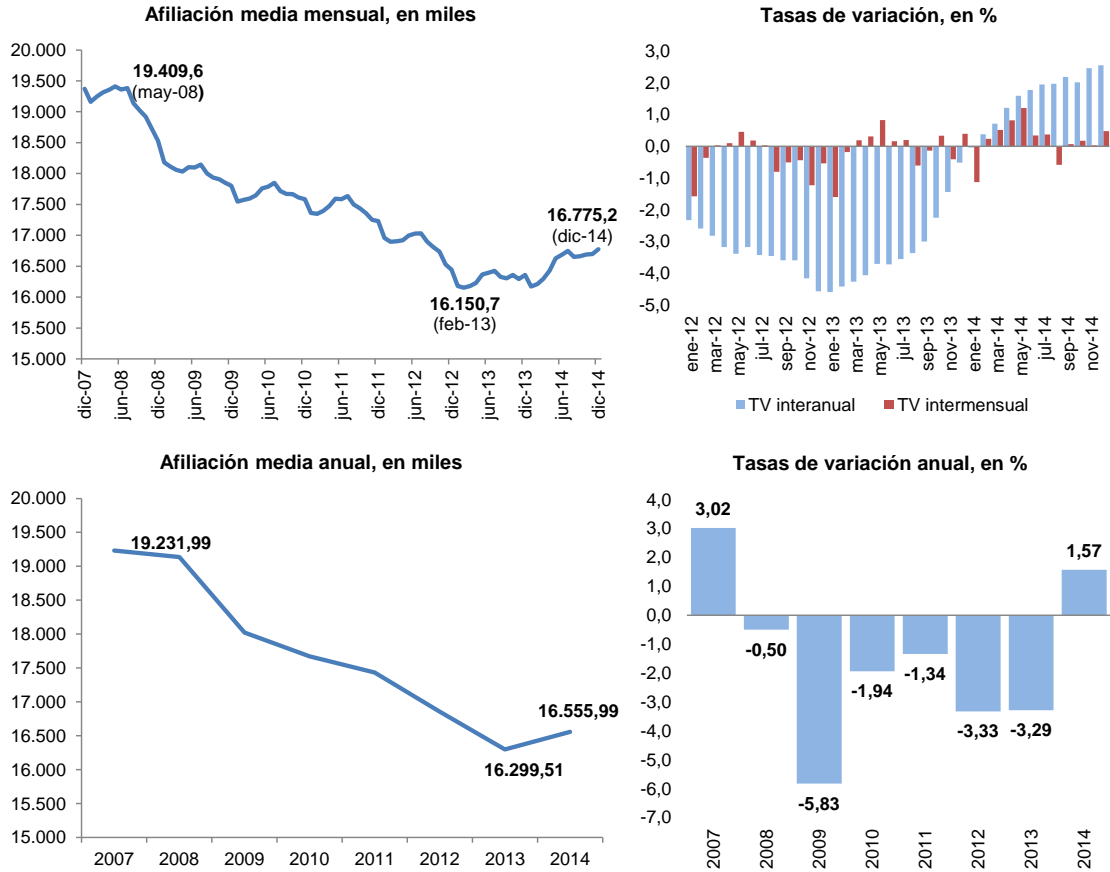 Afiliación media mensual, en miles
20.000
19.500
19.000
18.500
18.000
17.500
17.000
16.500
16.000
15.500
15.000
19.409,6
(may-08)
16.775,2
(dic-14)
16.150,7
(feb-13)
dic-07
jun-08
dic-08
jun-09
dic-09
jun-10
dic-10
jun-11
dic-11
jun-12
dic-12
jun-13
dic-13
jun-14
dic-14
Tasas de variación, en %
3,0
2,0
1,0
0,0
-1,0
-2,0
-3,0
-4,0
-5,0
ene-12
mar-12
may-12
jul-12
sep-12
nov-12
ene-13
mar-13
may-13
jul-13
sep-13
nov-13
ene-14
mar-14
may-14
jul-14
sep-14
nov-14
TV interanual
TV intermensual
Afiliación media anual, en miles
20.000
19.500
19.000
18.500
18.000
17.500
17.000
16.500
16.000
15.500
15.000
19.231,99
16.555,99
16.299,51
2007 2008 2009 2010 2011 2012 2013 2014
Tasas de variación anual, en %
4,0
3,0
2,0
1,0
0,0
-1,0
-2,0
-3,0
-4,0
-5,0
-6,0
-7,0
3,02
-0,50
-5,83
-1,94
-1,34
-3,33
-3,29
1,57
2007
2008
2009
2010
2011
2012
2013
2014